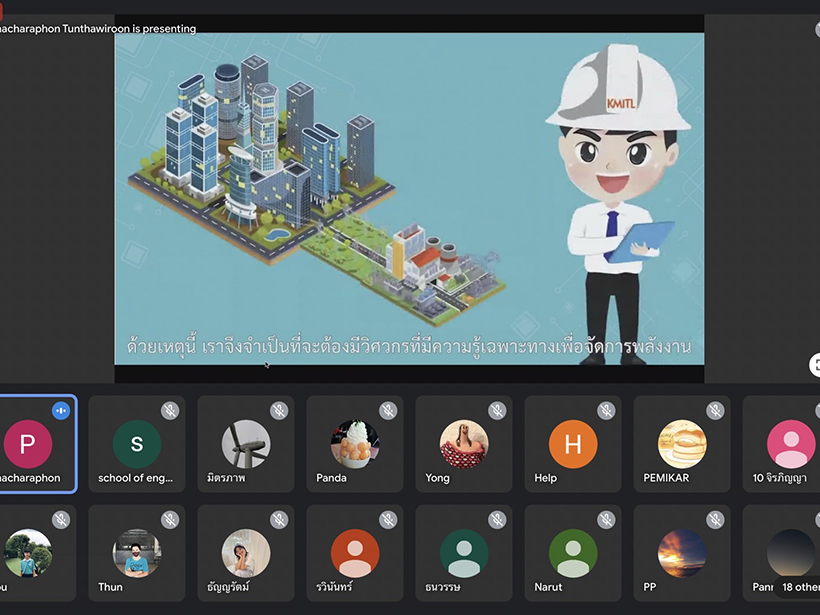 nacharaphon Tunthawiroon is presenting
KMITL
ด้วยเหตุนี้ เราจึงจำเป็นที่จะต้องมีวิศวกรที่มีความรู้เฉพาะทางเพื่อจัดการพลังงาน
P
nacharaphon
S
school of eng...
มิตรภาพ
Panda
Yong
H
Help
PEMIKAR
10 จิรภิญญา
ou
Thun
ธัญญรัตม์
รวินันทร์
ธนวรรษ
Narut
PP
Panr
18 other